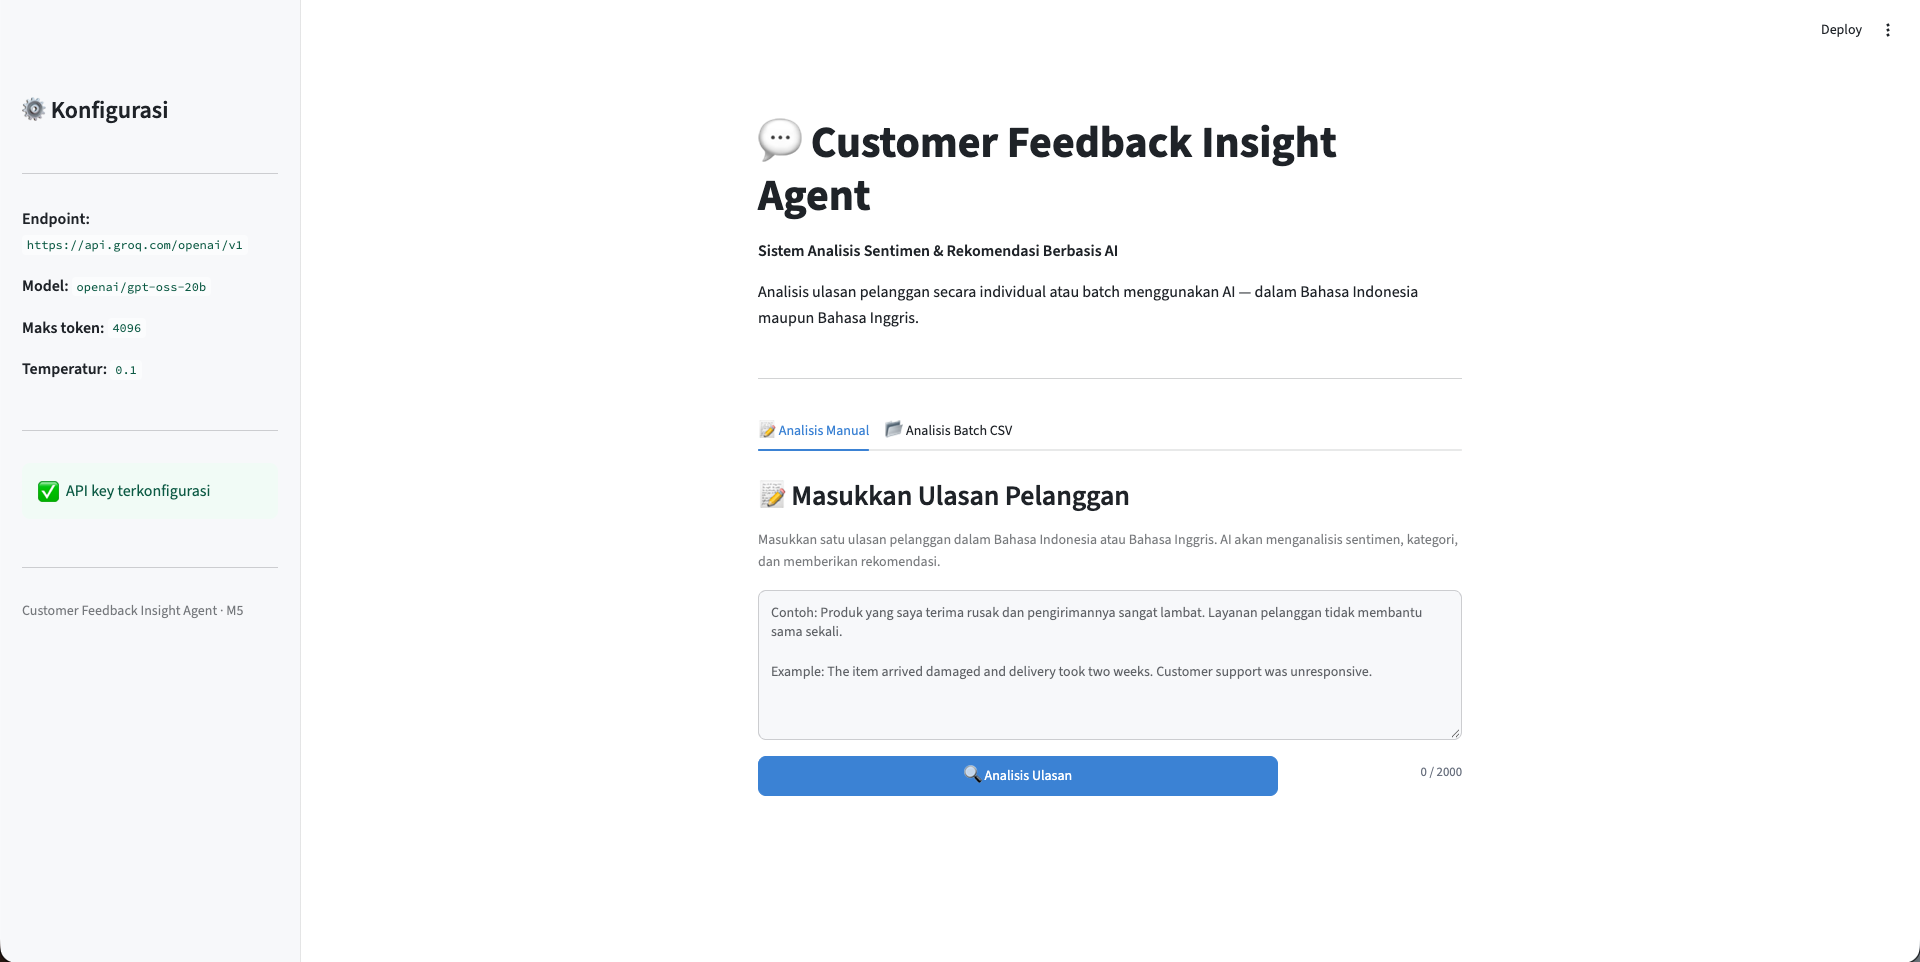 Deploy
Konfigurasi
Endpoint:
https://api.groq.com/openai/v1
Model: openai/gpt-oss-20b
Maks token: 4096
Temperatur: 0.1
API key terkonfigurasi
Customer Feedback Insight Agent · M5
Customer Feedback Insight
Agent
Sistem Analisis Sentimen & Rekomendasi Berbasis AI
Analisis ulasan pelanggan secara individual atau batch menggunakan AI — dalam Bahasa Indonesia
maupun Bahasa Inggris.
Analisis Manual
Analisis Batch CSV
Masukkan Ulasan Pelanggan
Masukkan satu ulasan pelanggan dalam Bahasa Indonesia atau Bahasa Inggris. AI akan menganalisis sentimen, kategori,
dan memberikan rekomendasi.
Contoh: Produk yang saya terima rusak dan pengirimannya sangat lambat. Layanan pelanggan tidak membantu
sama sekali.
Example: The item arrived damaged and delivery took two weeks. Customer support was unresponsive.
Analisis Ulasan
0 / 2000